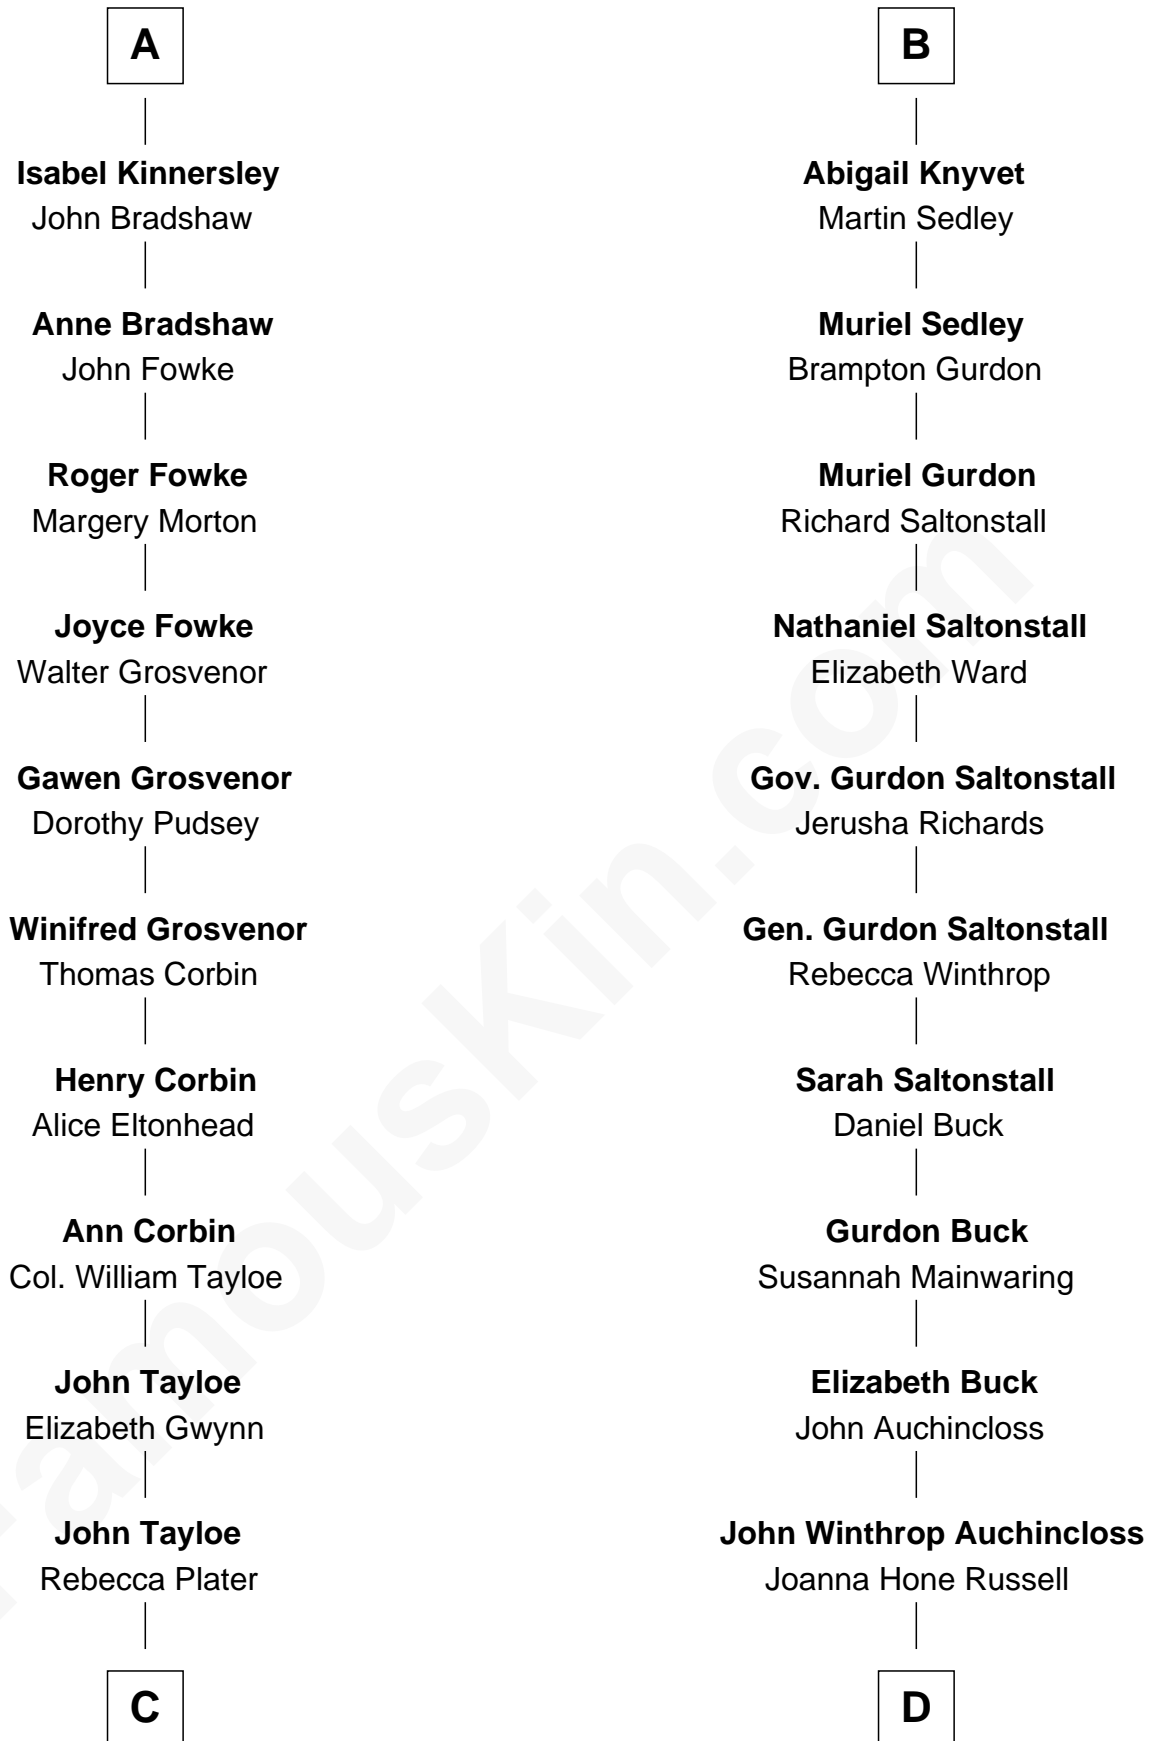 A
Isabel Kinnersley
John Bradshaw
Anne Bradshaw
John Fowke
Roger Fowke
Margery Morton
Joyce Fowke
Walter Grosvenor
Gawen Grosvenor
Dorothy Pudsey
Winifred Grosvenor
Thomas Corbin
Henry Corbin
Alice Eltonhead
Ann Corbin
Col. William Tayloe
John Tayloe
Elizabeth Gwynn
John Tayloe
Rebecca Plater
C
B
Abigail Knyvet
Martin Sedley
Muriel Sedley
Brampton Gurdon
Muriel Gurdon
Richard Saltonstall
Nathaniel Saltonstall
Elizabeth Ward
Gov. Gurdon Saltonstall
Jerusha Richards
Gen. Gurdon Saltonstall
Rebecca Winthrop
Sarah Saltonstall
Daniel Buck
Gurdon Buck
Susannah Mainwaring
Elizabeth Buck
John Auchincloss
John Winthrop Auchincloss
Joanna Hone Russell
D
FamousKin.com